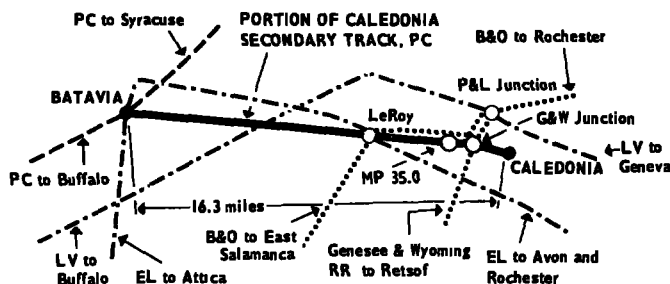 PC to Syracuse
PORTION OF CALEDONIA
SECONDARY TRACK, PC
B&O to Rochester
P&L Junction
BATAVIA
LeRoy
G&W Junction
CALEDONIA
LV to
Geneva
MP 35.0
PC to Buffalo
16.3 miles
B&O to East
Salamanca
Genesee & Wyoming
RR to Retsof
EL to Avon and
Rochester
LV to
Buffalo
EL to Attica